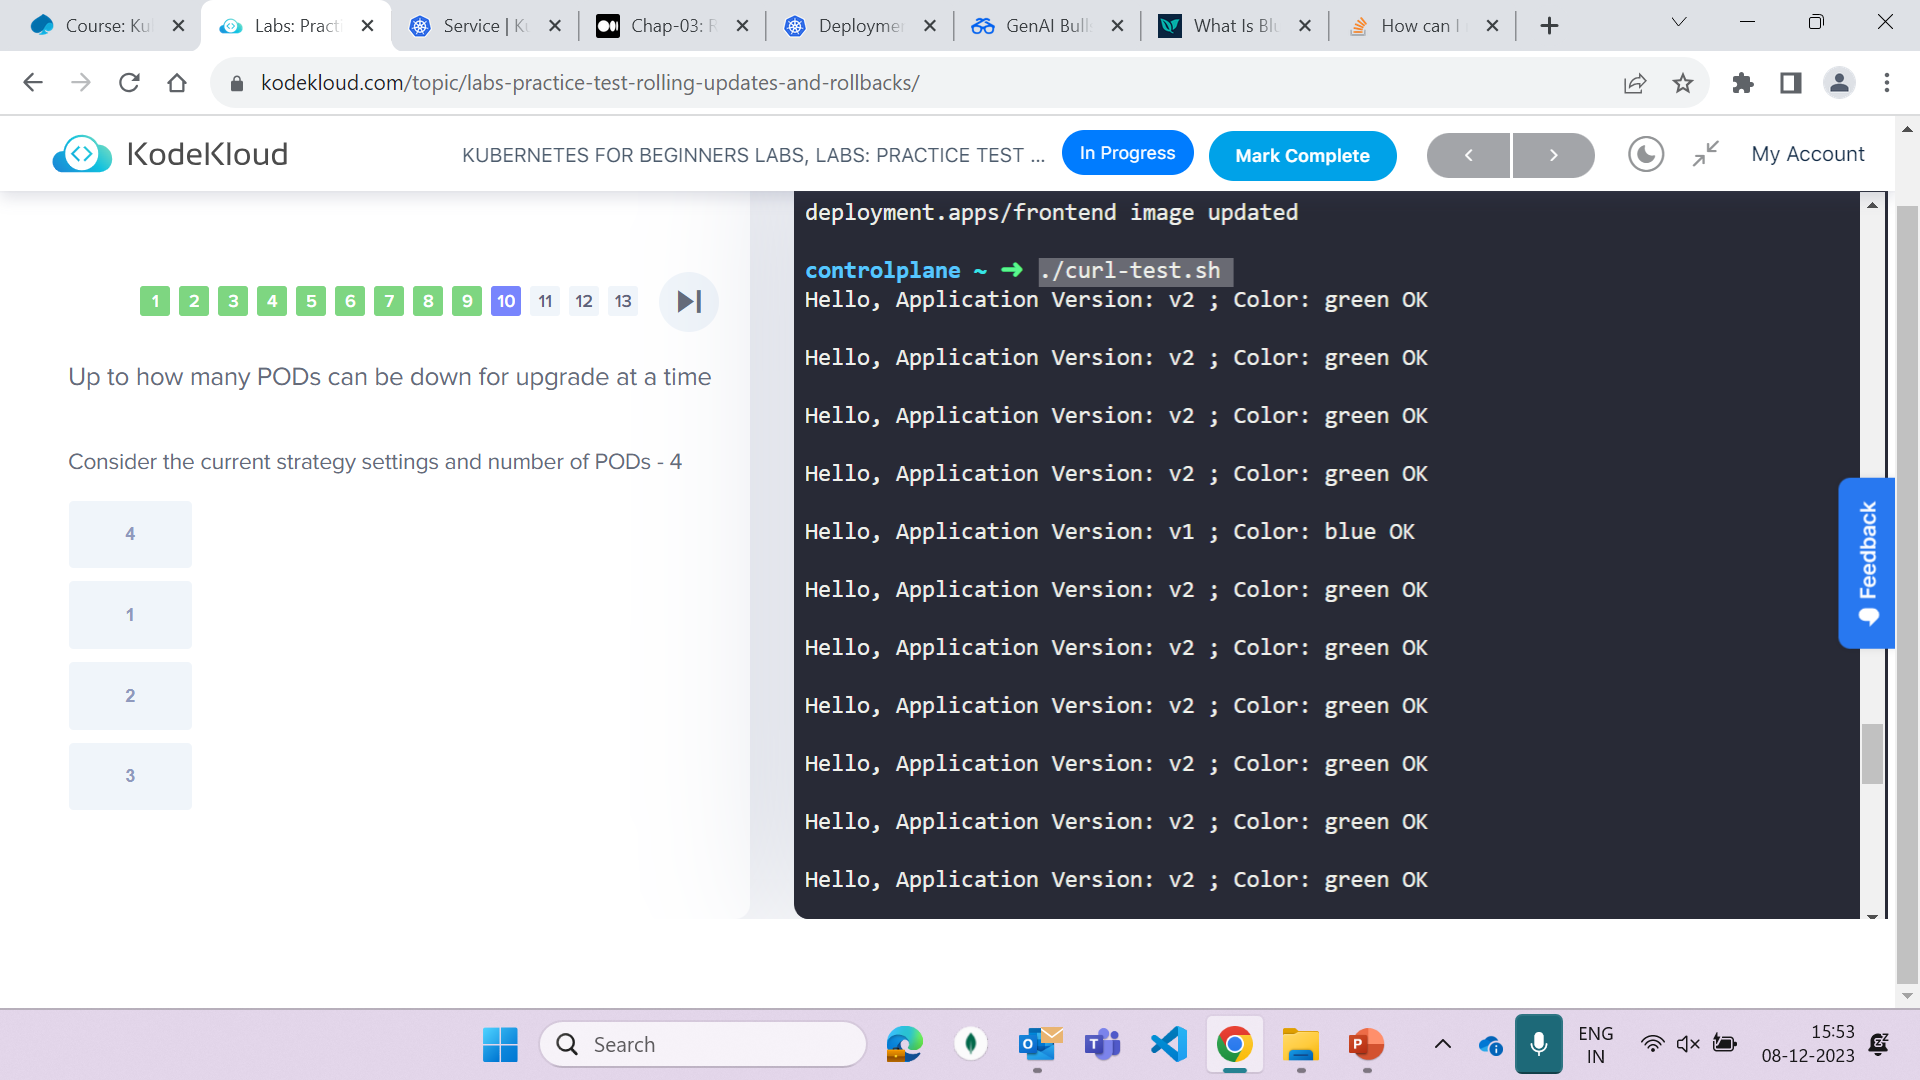 Course: Ku
Labs: Practi
Service | Ku
Chap-03: R
Deployme
GenAI Bull
What Is Blu
How can I
kodekloud.com/topic/labs-practice-test-rolling-updates-and-rollbacks/
KodeKloud
KUBERNETES FOR BEGINNERS LABS, LABS: PRACTICE TEST ...
In Progress
Mark Complete
My Account
1 2 3 4 5 6 7 8 9 10 11 12 13
Up to how many PODs can be down for upgrade at a time
Consider the current strategy settings and number of PODs - 4
4
1
2
3
deployment.apps/frontend image updated
controlplane ~ ➜ ./curl-test.sh
Hello, Application Version: v2 ; Color: green OK
Hello, Application Version: v2 ; Color: green OK
Hello, Application Version: v2 ; Color: green OK
Hello, Application Version: v2 ; Color: green OK
Hello, Application Version: v1 ; Color: blue OK
Hello, Application Version: v2 ; Color: green OK
Hello, Application Version: v2 ; Color: green OK
Hello, Application Version: v2 ; Color: green OK
Hello, Application Version: v2 ; Color: green OK
Hello, Application Version: v2 ; Color: green OK
Hello, Application Version: v2 ; Color: green OK
Feedback
Search
ENG
IN
15:53
08-12-2023